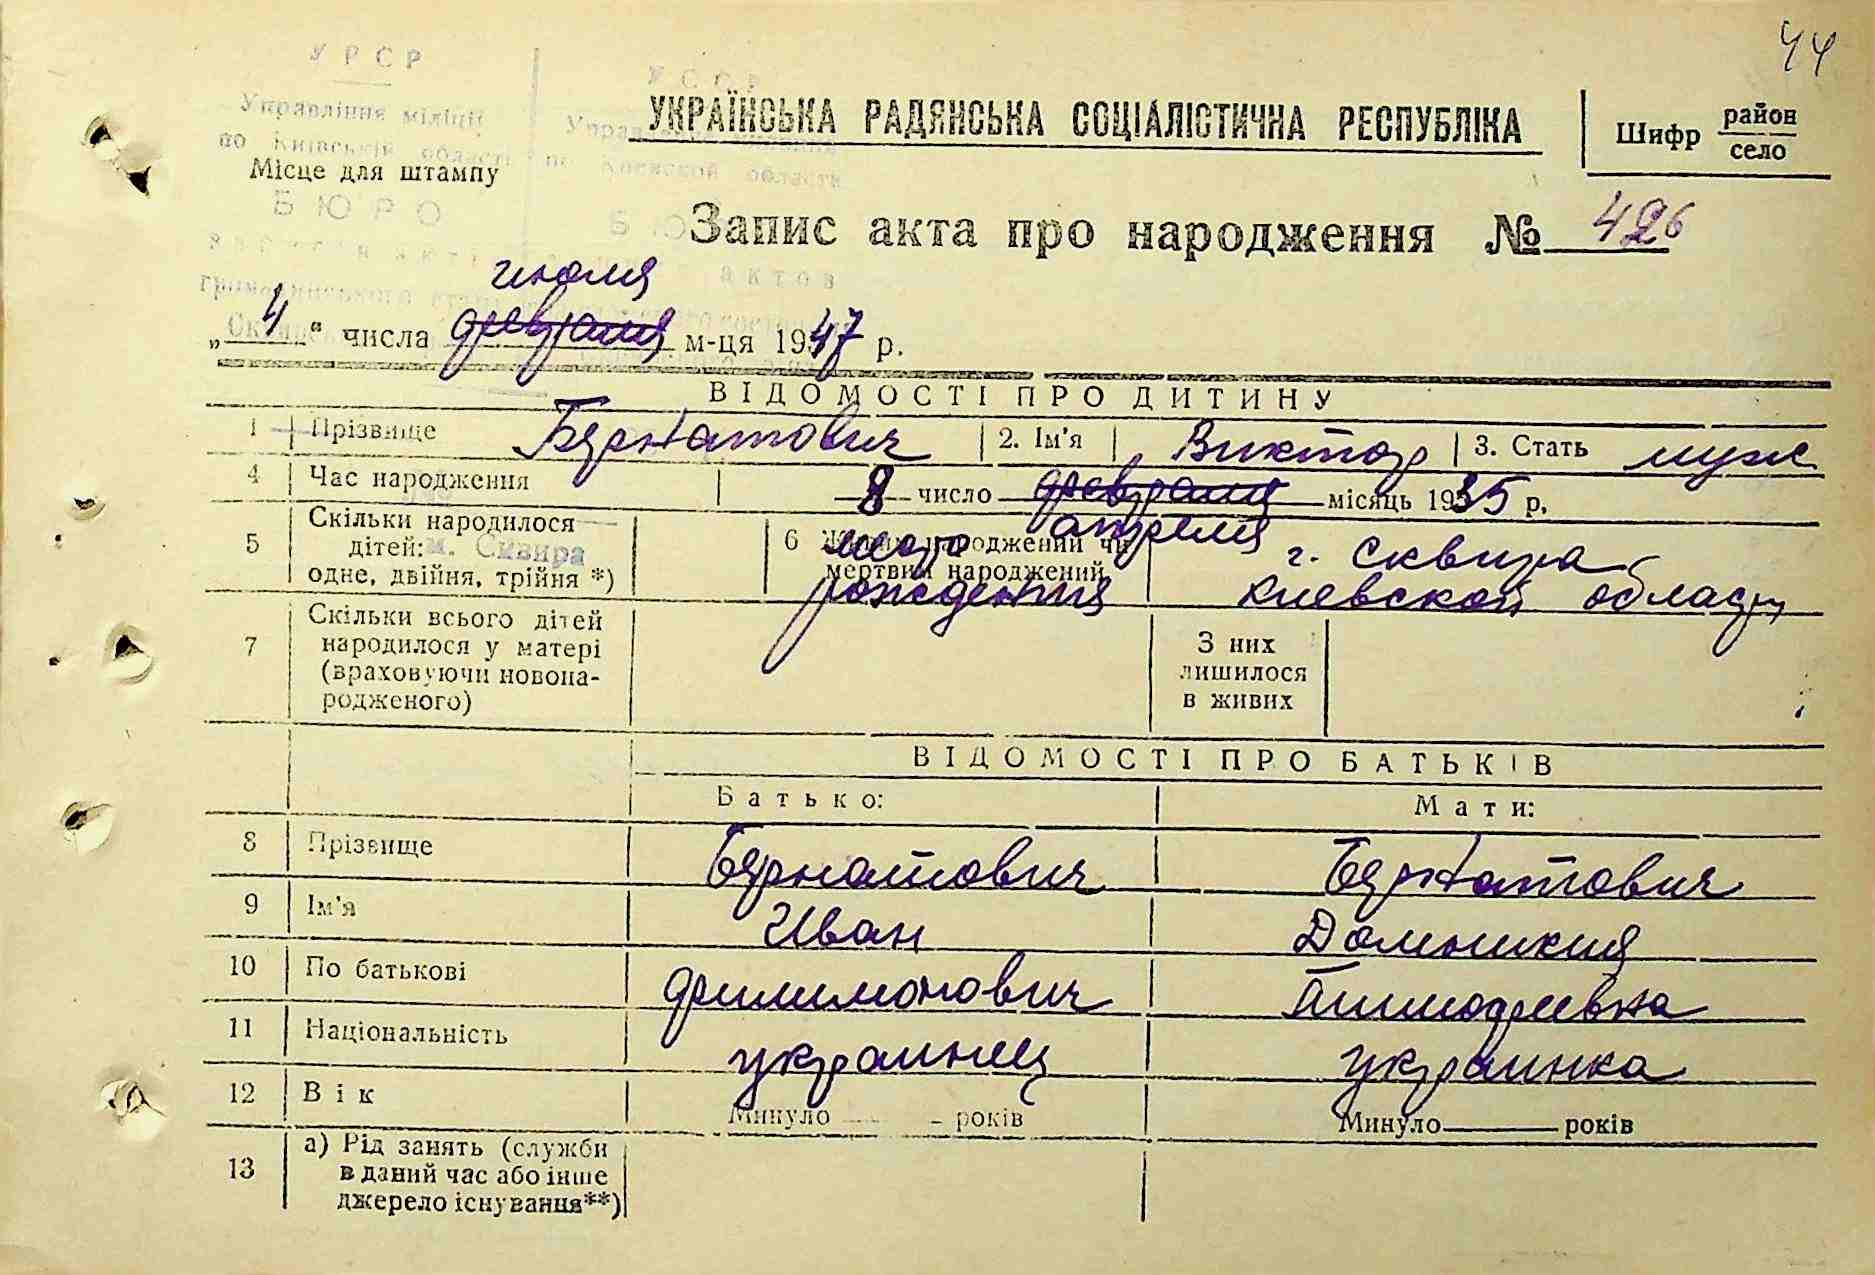 44
УРСР
УССР
Управління міліції
по Київській області
по Киевской области
УКРАЇНСЬКА РАДЯНСЬКА СОЦІАЛІСТИЧНА РЕСПУБЛІКА
Шифр район
село
Місце для штампу
БЮРО
Запис акта про народження № 426
июля
„4“ числа февраля м-ця 1947 р.
ВІДОМОСТІ ПРО ДИТИНУ
1 Прізвище Бернатович 2. Ім'я Виктор 3. Стать муж
4 Час народження 8 число февраля місяць 1935 р.
апреля
5 Скільки народилося
дітей:
м. Сквира
одне, двійня, трійня *)
6 народжений чи
мертвий народжений
место
рождения
г. Сквира
Киевской области
7 Скільки всього дітей
народилося у матері
(враховуючи новона-
родженого)
З них
лишилося
в живих
ВІДОМОСТІ ПРО БАТЬКІВ
Батько: Мати:
8 Прізвище Бернатович Бернатович
9 Ім'я Иван Доминикия
10 По батькові Филимонович Тимофеевна
11 Національність украинец украинка
12 Вік Минуло років Минуло років
13 а) Рід занять (служби
в даний час або інше
джерело існування**)